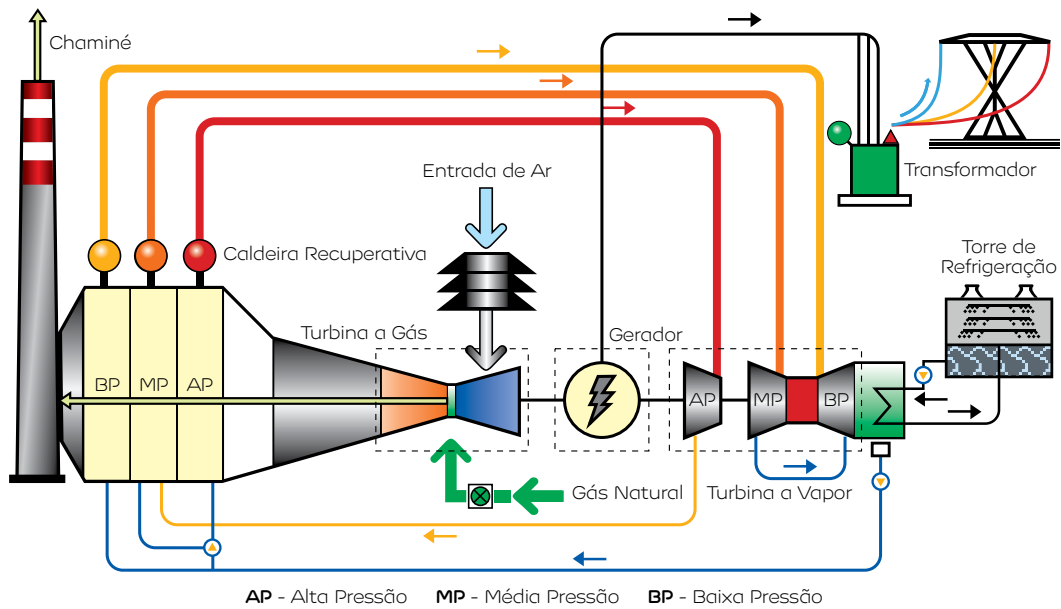 Chaminé
Entrada de Ar
Transformador
Caldeira Recuperativa
Torre de
Refrigeração
Turbina a Gás
Gerador
BP
MP
AP
AP
MP
BP
Gás Natural
Turbina a Vapor
AP - Alta Pressão MP - Média Pressão BP - Baixa Pressão